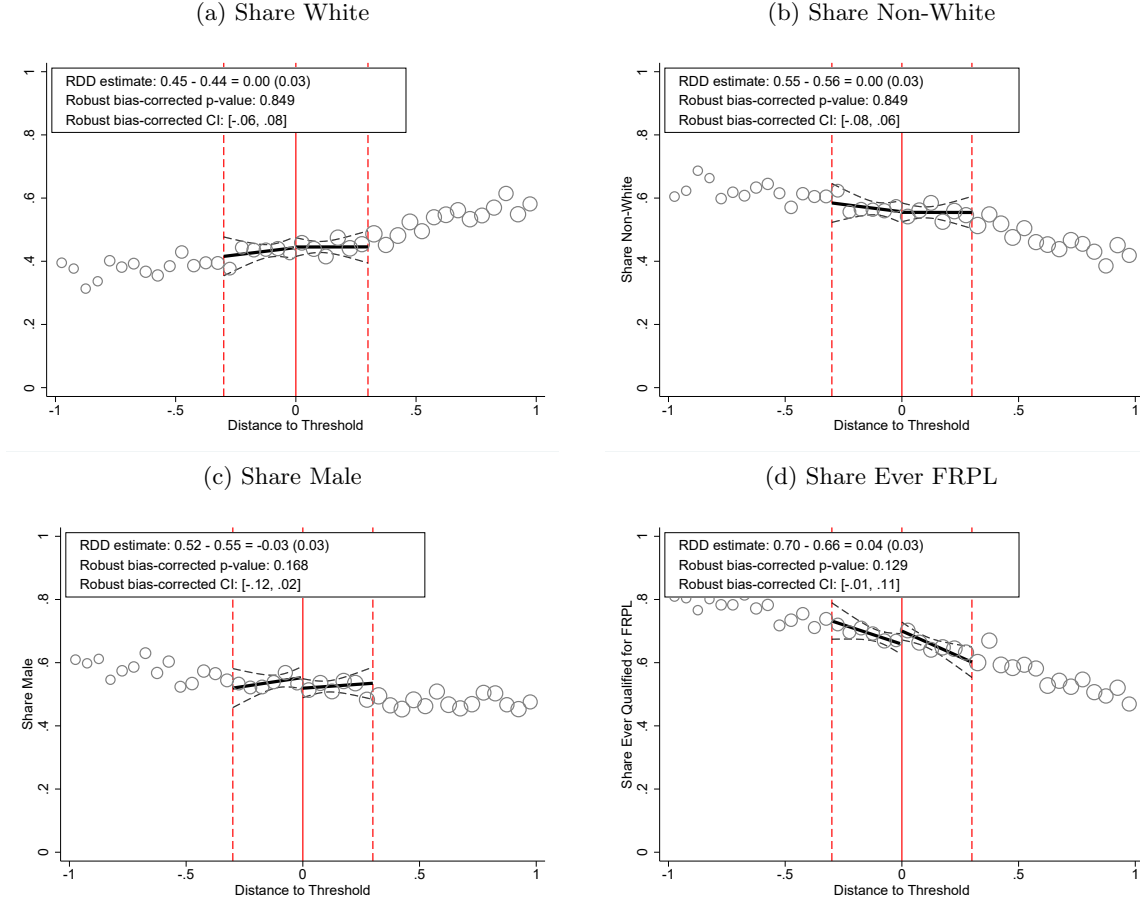 (a) Share White
RDD estimate: 0.45 - 0.44 = 0.00 (0.03)
Robust bias-corrected p-value: 0.849
Robust bias-corrected CI: [-.06, .08]
1
.8
.6
.4
.2
0
-1
-.5
0
.5
1
Distance to Threshold
(b) Share Non-White
RDD estimate: 0.55 - 0.56 = 0.00 (0.03)
Robust bias-corrected p-value: 0.849
Robust bias-corrected CI: [-.08, .06]
Share Non-White
1
.8
.6
.4
.2
0
-1
-.5
0
.5
1
Distance to Threshold
(c) Share Male
RDD estimate: 0.52 - 0.55 = -0.03 (0.03)
Robust bias-corrected p-value: 0.168
Robust bias-corrected CI: [-.12, .02]
Share Male
1
.8
.6
.4
.2
0
-1
-.5
0
.5
1
Distance to Threshold
(d) Share Ever FRPL
RDD estimate: 0.70 - 0.66 = 0.04 (0.03)
Robust bias-corrected p-value: 0.129
Robust bias-corrected CI: [-.01, .11]
Share Ever Qualified for FRPL
1
.8
.6
.4
.2
0
-1
-.5
0
.5
1
Distance to Threshold